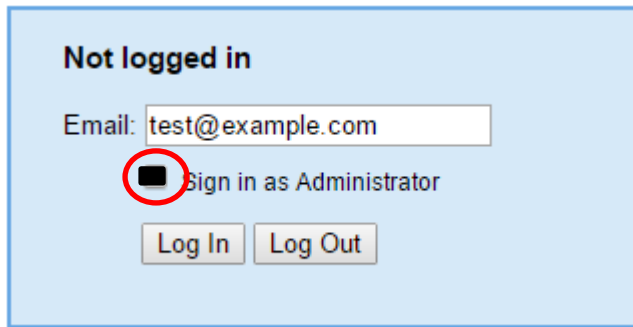 Not logged in
Email: test@example.com
Sign in as Administrator
Log In Log Out